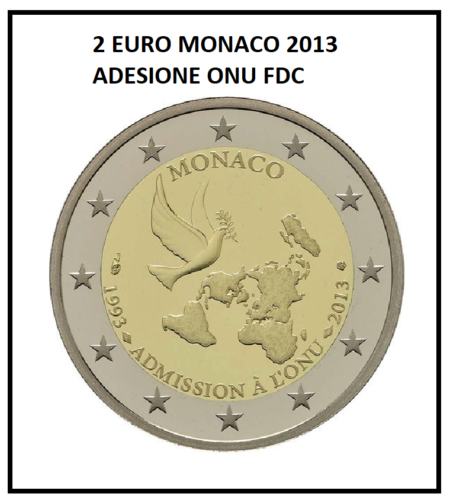 2 EURO MONACO 2013
ADESIONE ONU FDC
MONACO
1993 ADMISSION À L'ONU 2013